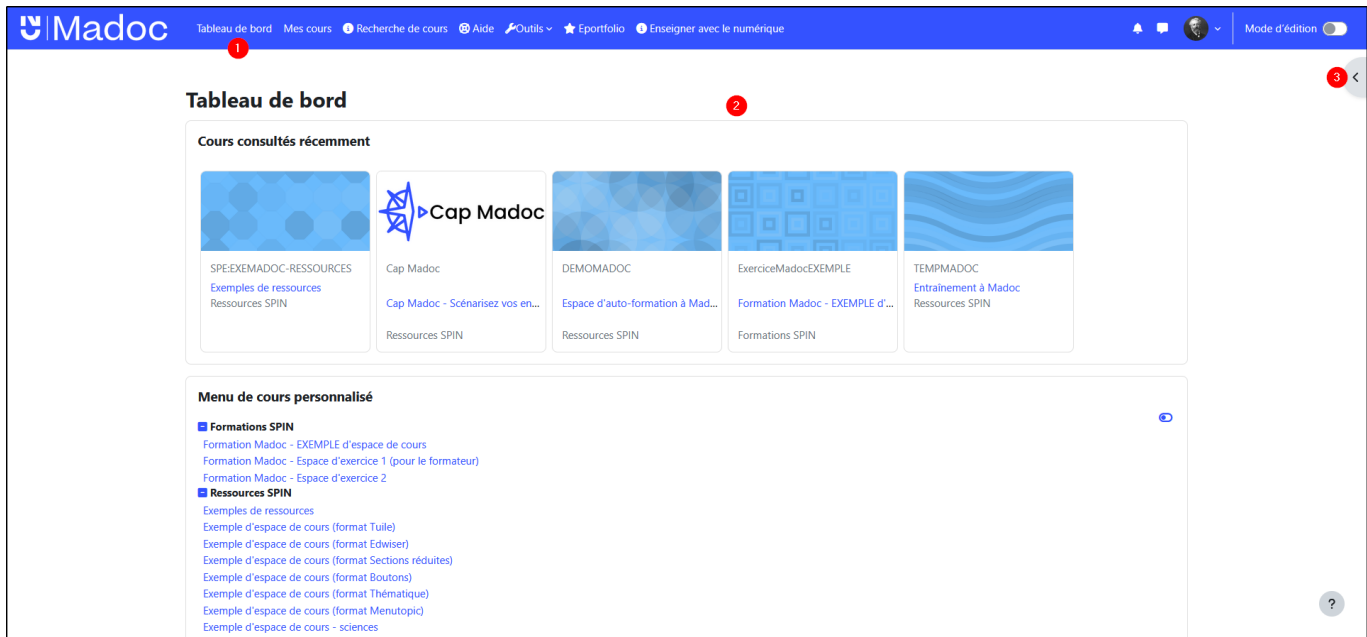 Madoc
Tableau de bord Mes cours Recherche de cours Aide Outils Eportfolio Enseigner avec le numérique Mode d'édition
1
3
Tableau de bord
2
Cours consultés récemment
Cap Madoc
SPE:EXEMADOC-RESSOURCES
Exemples de ressources
Ressources SPIN
Cap Madoc
Cap Madoc - Scénarisez vos en...
Ressources SPIN
DEMOMADOC
Espace d'auto-formation à Mad...
Ressources SPIN
ExerciceMadocEXEMPLE
Formation Madoc - EXEMPLE d'...
Formations SPIN
TEMPMADOC
Entraînement à Madoc
Ressources SPIN
Menu de cours personnalisé
Formations SPIN
Formation Madoc - EXEMPLE d'espace de cours
Formation Madoc - Espace d'exercice 1 (pour le formateur)
Formation Madoc - Espace d'exercice 2
Ressources SPIN
Exemples de ressources
Exemple d'espace de cours (format Tuile)
Exemple d'espace de cours (format Edwiser)
Exemple d'espace de cours (format Sections réduites)
Exemple d'espace de cours (format Boutons)
Exemple d'espace de cours (format Thématique)
Exemple d'espace de cours (format Menutopic)
Exemple d'espace de cours - sciences
?